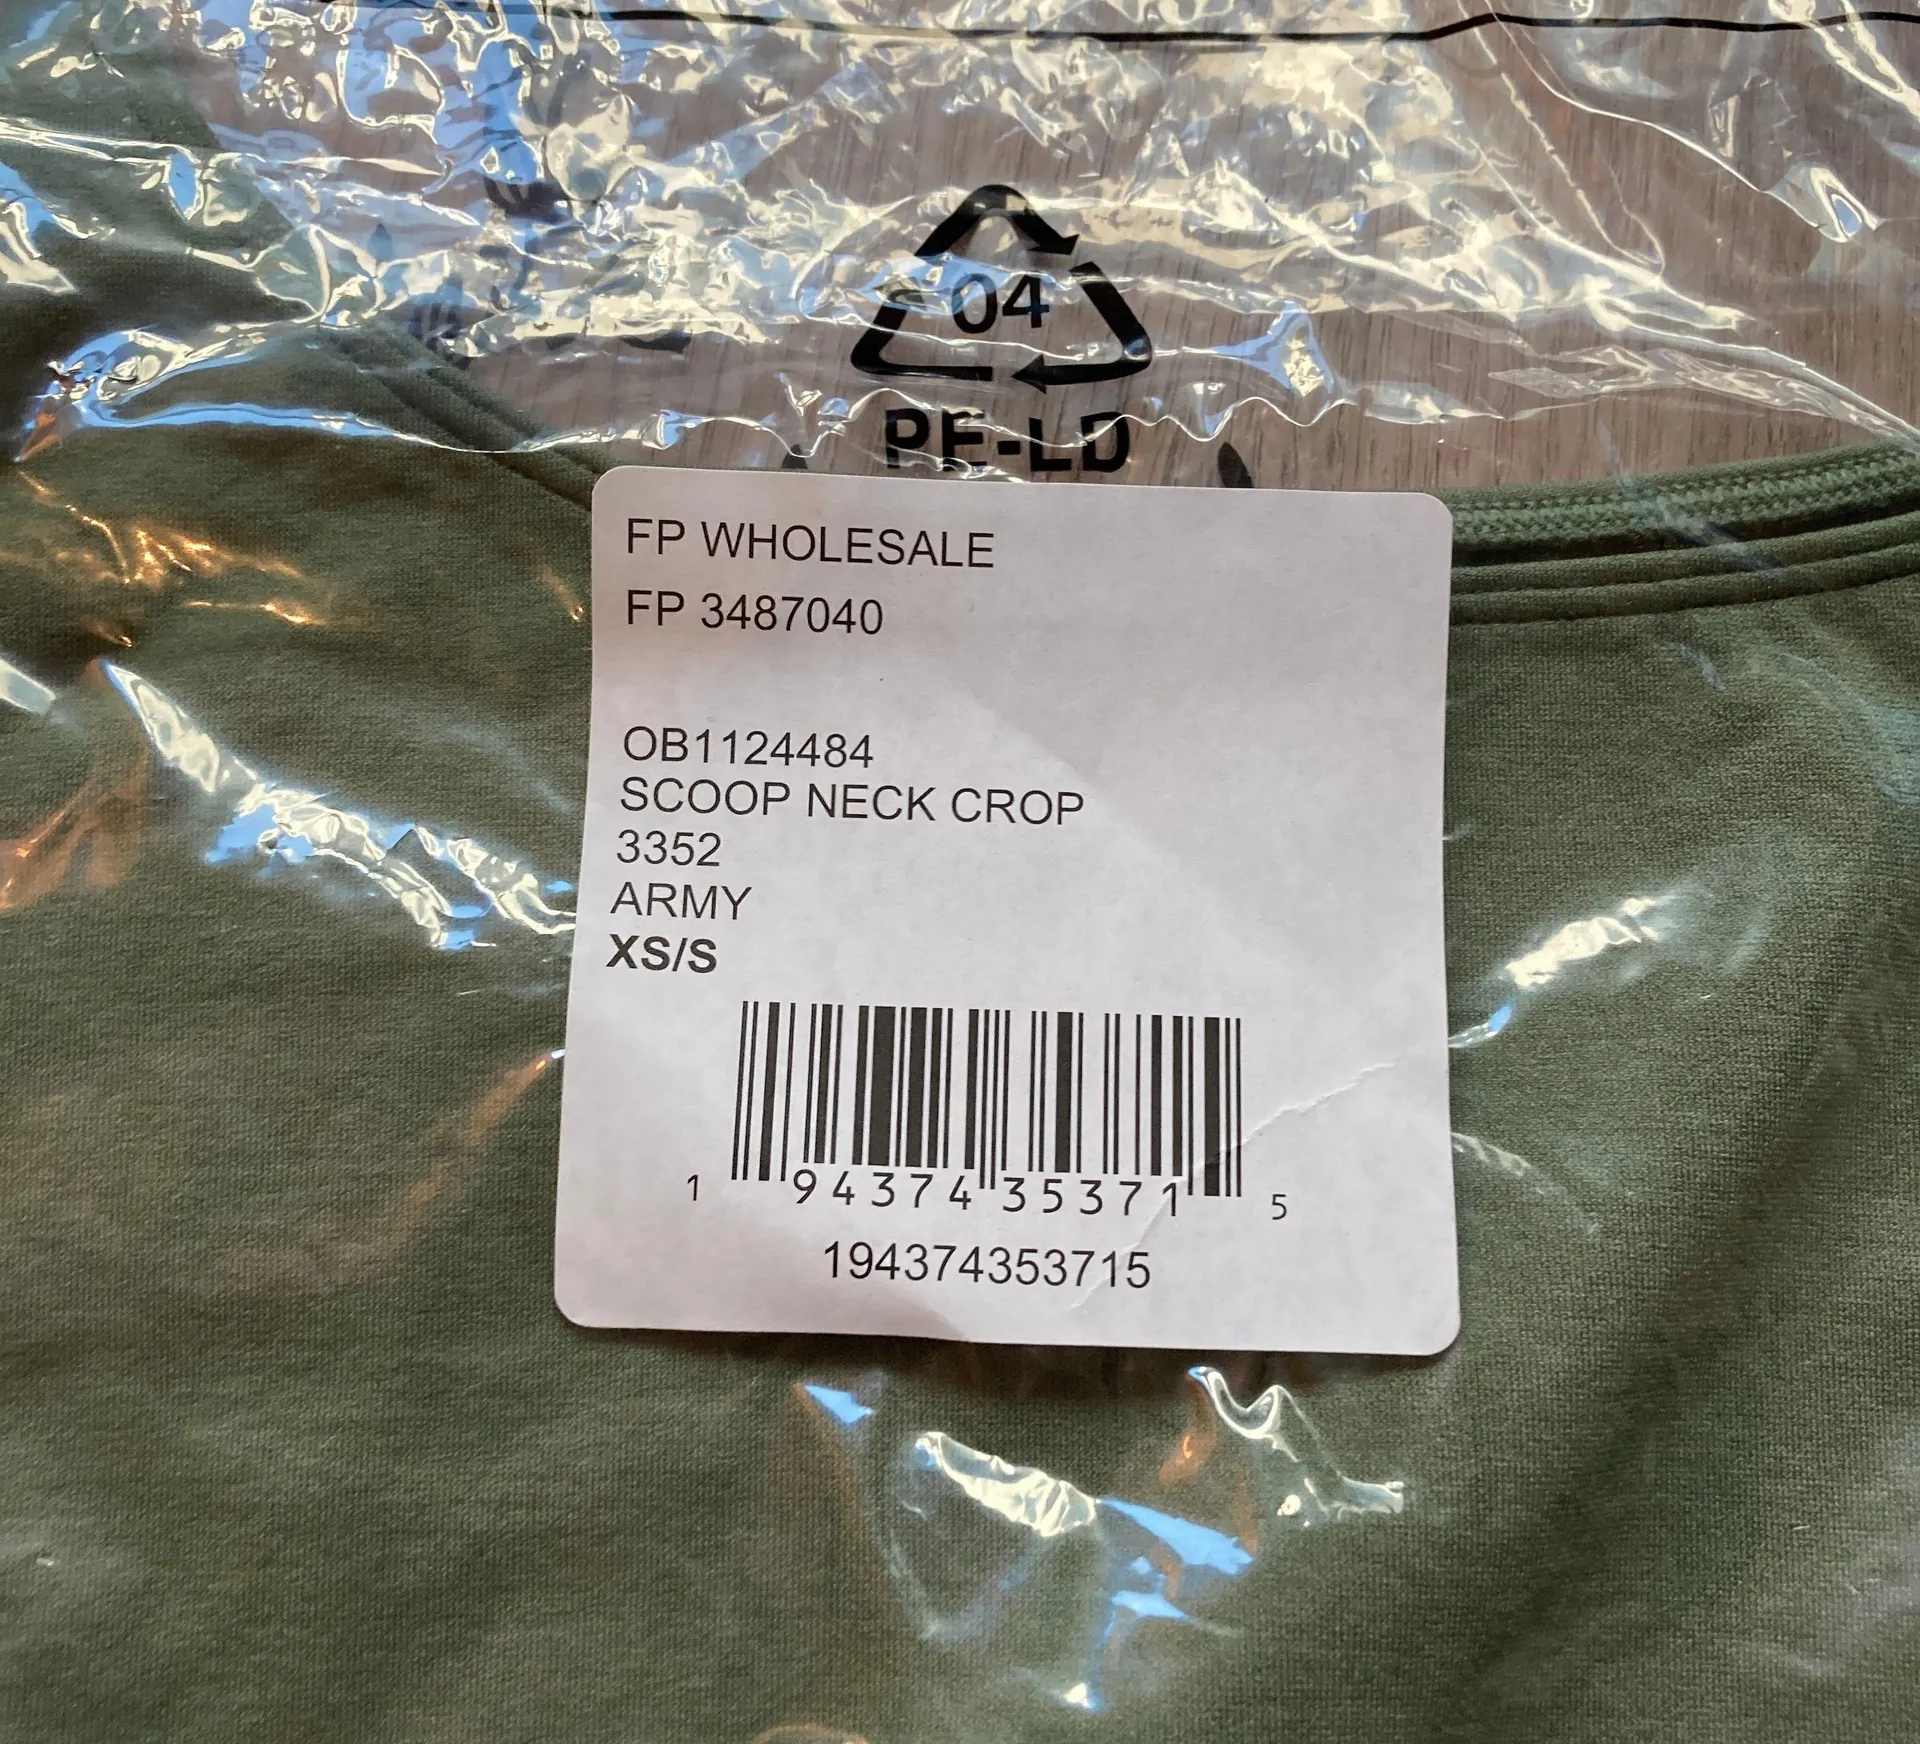 04
PE-LD
FP WHOLESALE
FP 3487040
OB1124484
SCOOP NECK CROP
3352
ARMY
XS/S
1 94374 35371 5
194374353715